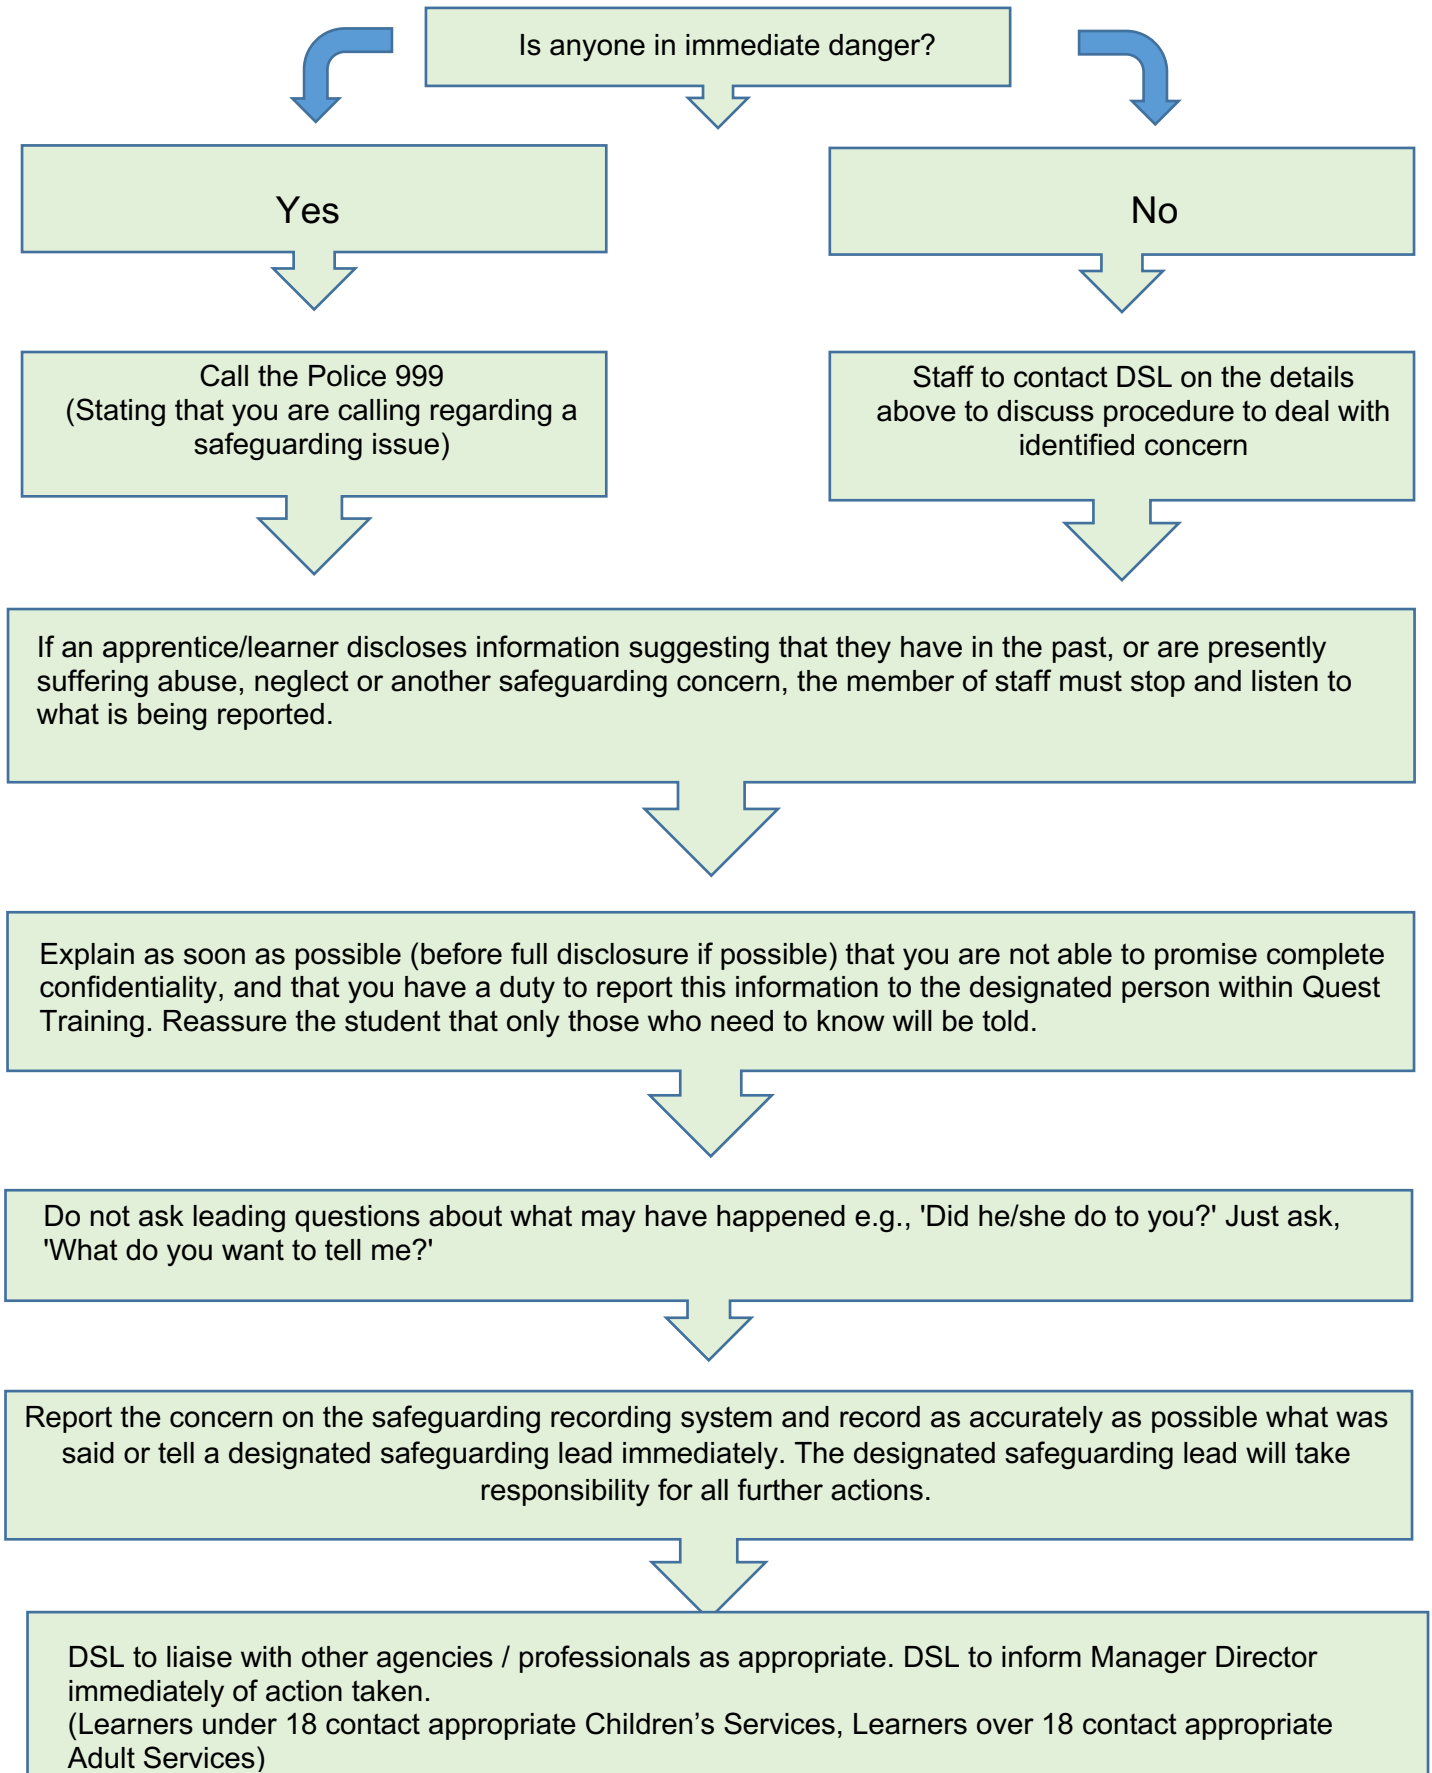 Is anyone in immediate danger?
Yes
No
Call the Police 999
(Stating that you are calling regarding a
safeguarding issue)
Staff to contact DSL on the details
above to discuss procedure to deal with
identified concern
If an apprentice/learner discloses information suggesting that they have in the past, or are presently
suffering abuse, neglect or another safeguarding concern, the member of staff must stop and listen to
what is being reported.
Explain as soon as possible (before full disclosure if possible) that you are not able to promise complete
confidentiality, and that you have a duty to report this information to the designated person within Quest
Training. Reassure the student that only those who need to know will be told.
Do not ask leading questions about what may have happened e.g., 'Did he/she do to you?' Just ask,
'What do you want to tell me?'
Report the concern on the safeguarding recording system and record as accurately as possible what was
said or tell a designated safeguarding lead immediately. The designated safeguarding lead will take
responsibility for all further actions.
DSL to liaise with other agencies / professionals as appropriate. DSL to inform Manager Director
immediately of action taken.
(Learners under 18 contact appropriate Children’s Services, Learners over 18 contact appropriate
Adult Services)